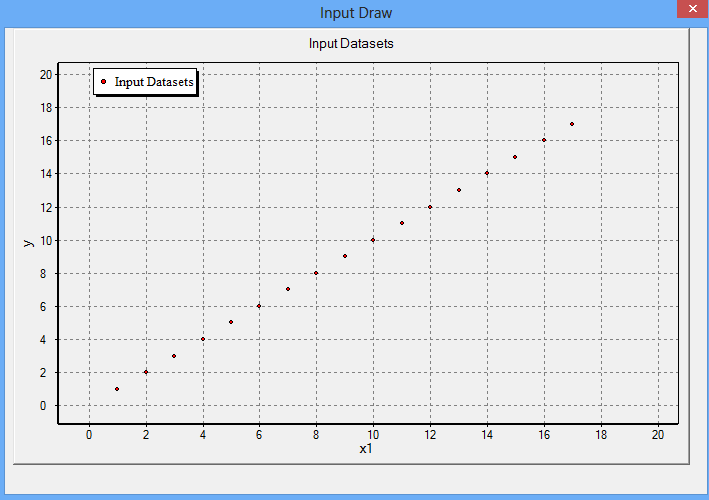 Input Draw
Input Datasets
Input Datasets
20
18
16
14
12
10
8
6
4
2
0
y
0 2 4 6 8 10 12 14 16 18 20
x1